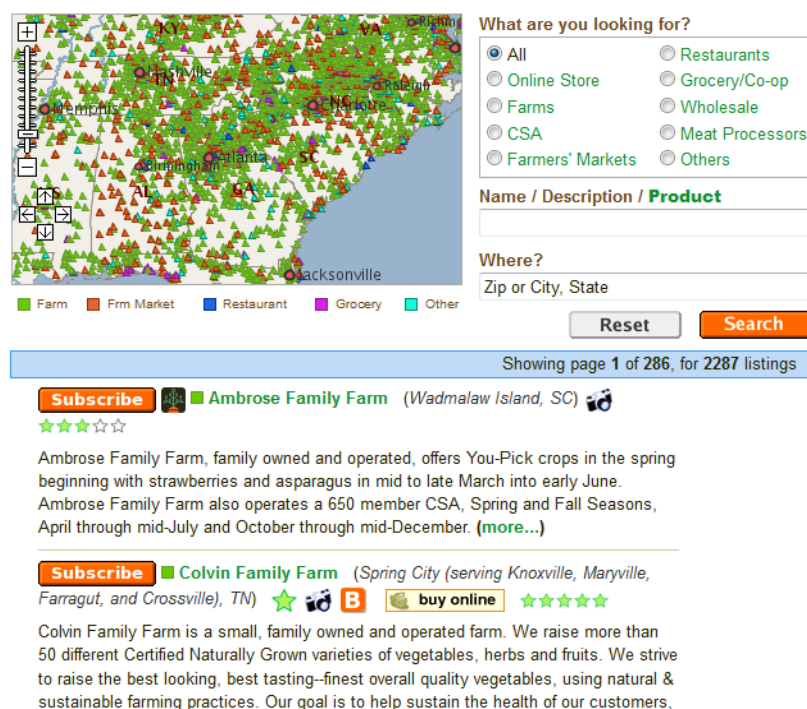 KY
VA
Richm
Nashville
TN
Raleigh
Memphis
NC
Charlotte
Atlanta
SC
Birmingham
AL
GA
Jacksonville
Farm Frm Market Restaurant Grocery Other
What are you looking for?
All Restaurants
Online Store Grocery/Co-op
Farms Wholesale
CSA Meat Processors
Farmers' Markets Others
Name / Description / Product
Where?
Zip or City, State
Reset Search
Showing page 1 of 286, for 2287 listings
Subscribe Ambrose Family Farm (Wadmalaw Island, SC)
Ambrose Family Farm, family owned and operated, offers You-Pick crops in the spring
beginning with strawberries and asparagus in mid to late March into early June.
Ambrose Family Farm also operates a 650 member CSA, Spring and Fall Seasons,
April through mid-July and October through mid-December. (more...)
Subscribe Colvin Family Farm (Spring City (serving Knoxville, Maryville,
Farragut, and Crossville), TN) B buy online
Colvin Family Farm is a small, family owned and operated farm. We raise more than
50 different Certified Naturally Grown varieties of vegetables, herbs and fruits. We strive
to raise the best looking, best tasting--finest overall quality vegetables, using natural &
sustainable farming practices. Our goal is to help sustain the health of our customers,